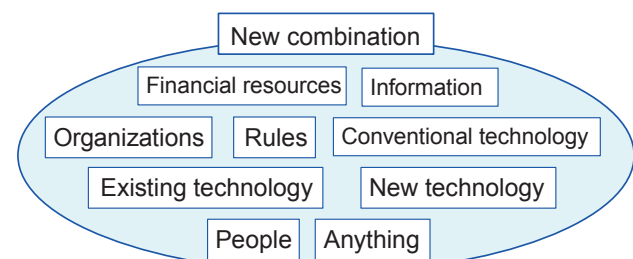 New combination
Financial resources
Information
Organizations
Rules
Conventional technology
Existing technology
New technology
People
Anything